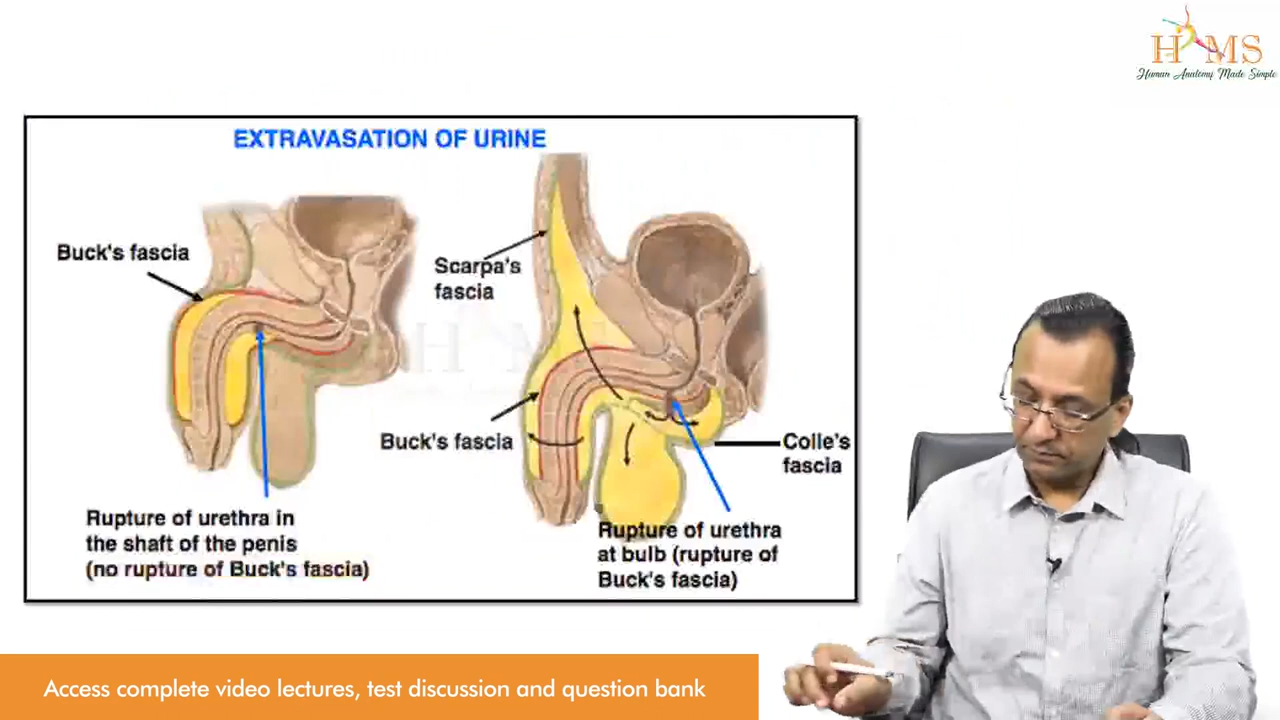 H MS
Human Anatomy Made Simple
EXTRAVASATION OF URINE
Buck's fascia
Scarpa's
fascia
Buck's fascia
Colle's
fascia
Rupture of urethra in
the shaft of the penis
(no rupture of Buck's fascia)
Rupture of urethra
at bulb (rupture of
Buck's fascia)
Access complete video lectures, test discussion and question bank